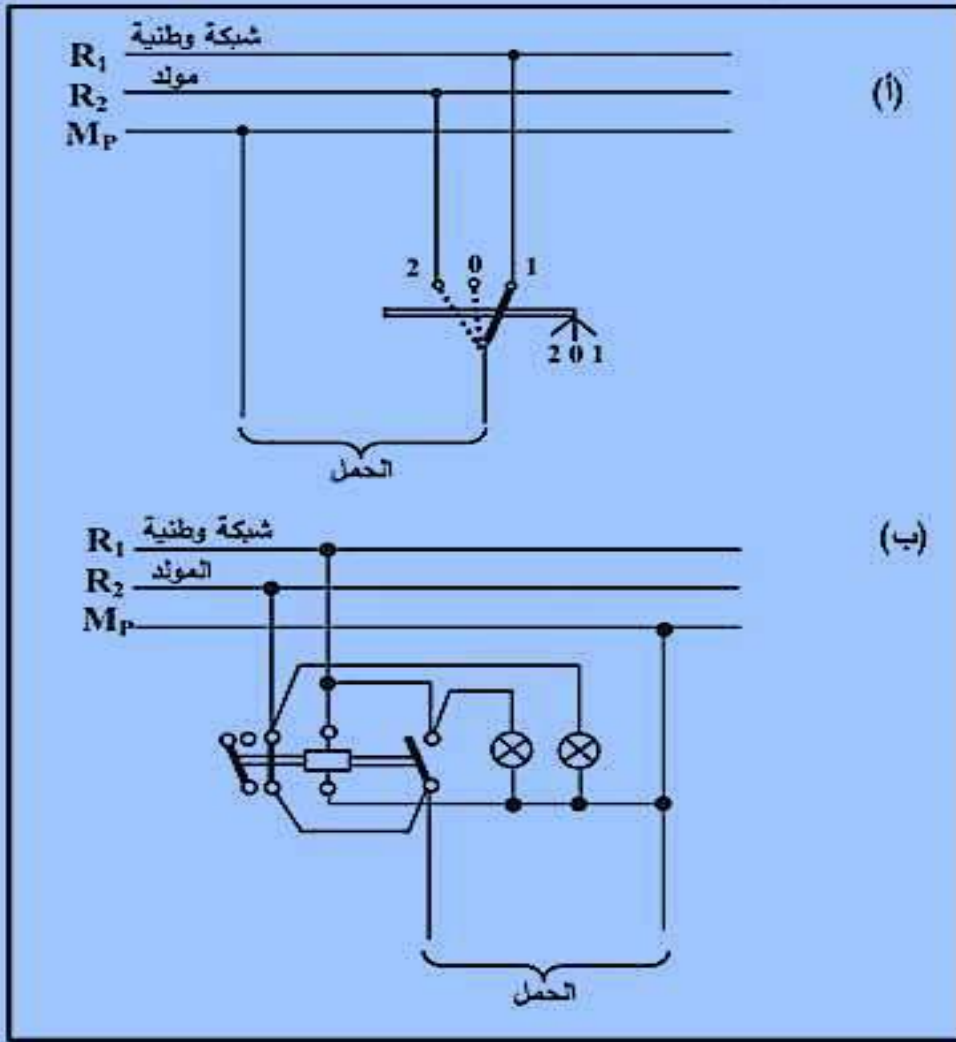 (أ)
R₁ شبكة وطنية
R₂ مولد
Mₚ
2 0 1
2 0 1
الحمل
(ب)
R₁ شبكة وطنية
R₂ المولد
Mₚ
الحمل